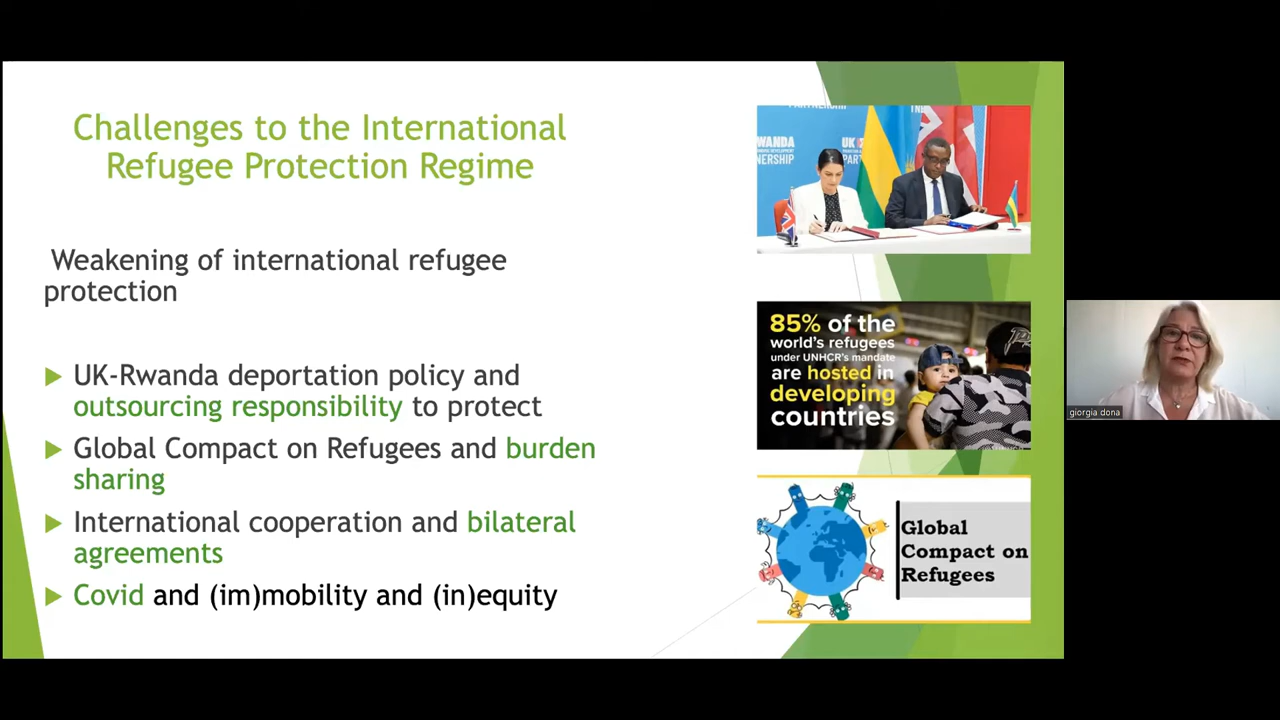 Challenges to the International
Refugee Protection Regime
Weakening of international refugee
protection
UK-Rwanda deportation policy and
outsourcing responsibility to protect
Global Compact on Refugees and burden
sharing
International cooperation and bilateral
agreements
Covid and (im)mobility and (in)equity
85% of the
world's refugees
under UNHCR's mandate
are hosted in
developing
countries
Global
Compact on
Refugees
giorgia dona